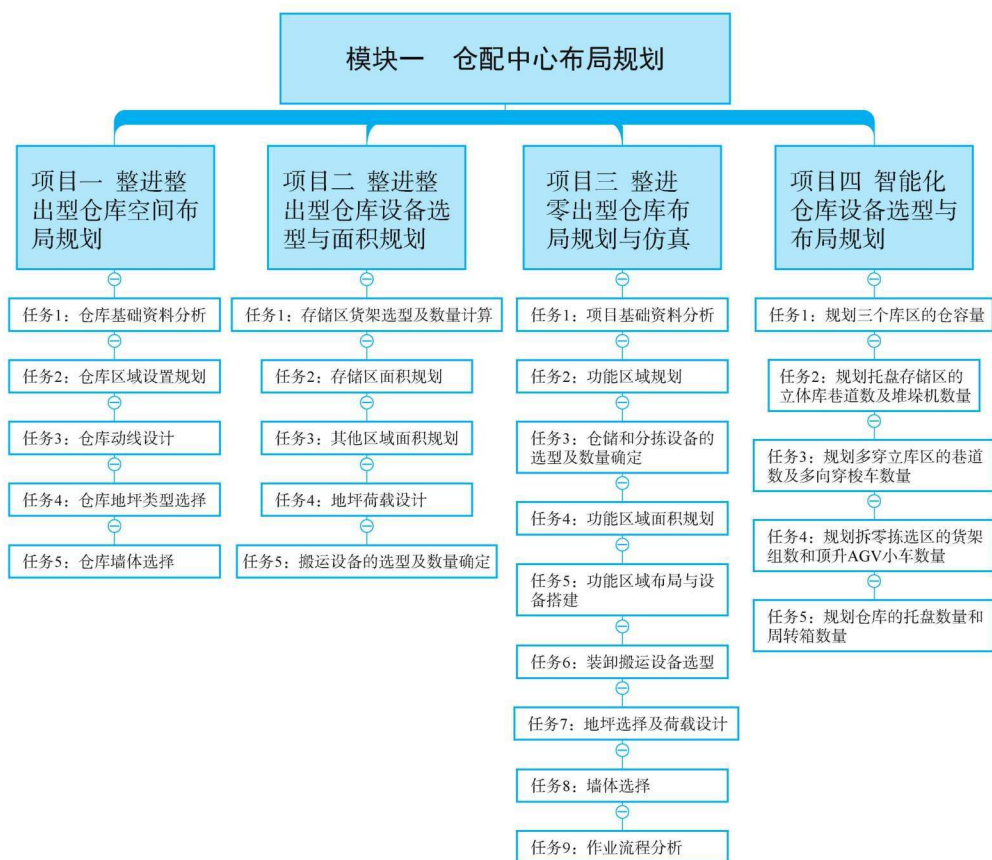 模块一 仓配中心布局规划
项目一 整进整
出型仓库空间布
局规划
任务1：仓库基础资料分析
任务2：仓库区域设置规划
任务3：仓库动线设计
任务4：仓库地坪类型选择
任务5：仓库墙体选择
项目二 整进整
出型仓库设备选
型与面积规划
任务1：存储区货架选型及数量计算
任务2：存储区面积规划
任务3：其他区域面积规划
任务4：地坪荷载设计
任务5：搬运设备的选型及数量确定
项目三 整进
零出型仓库布
局规划与仿真
任务1：项目基础资料分析
任务2：功能区域规划
任务3：仓储和分拣设备的
选型及数量确定
任务4：功能区域面积规划
任务5：功能区域布局与设
备搭建
任务6：装卸搬运设备选型
任务7：地坪选择及荷载设计
任务8：墙体选择
任务9：作业流程分析
项目四 智能化
仓库设备选型与
布局规划
任务1：规划三个库区的仓容量
任务2：规划托盘存储区的
立体库巷道数及堆垛机数量
任务3：规划多穿立库区的巷道
数及多向穿梭车数量
任务4：规划拆零拣选区的货架
组数和顶升AGV小车数量
任务5：规划仓库的托盘数量和
周转箱数量